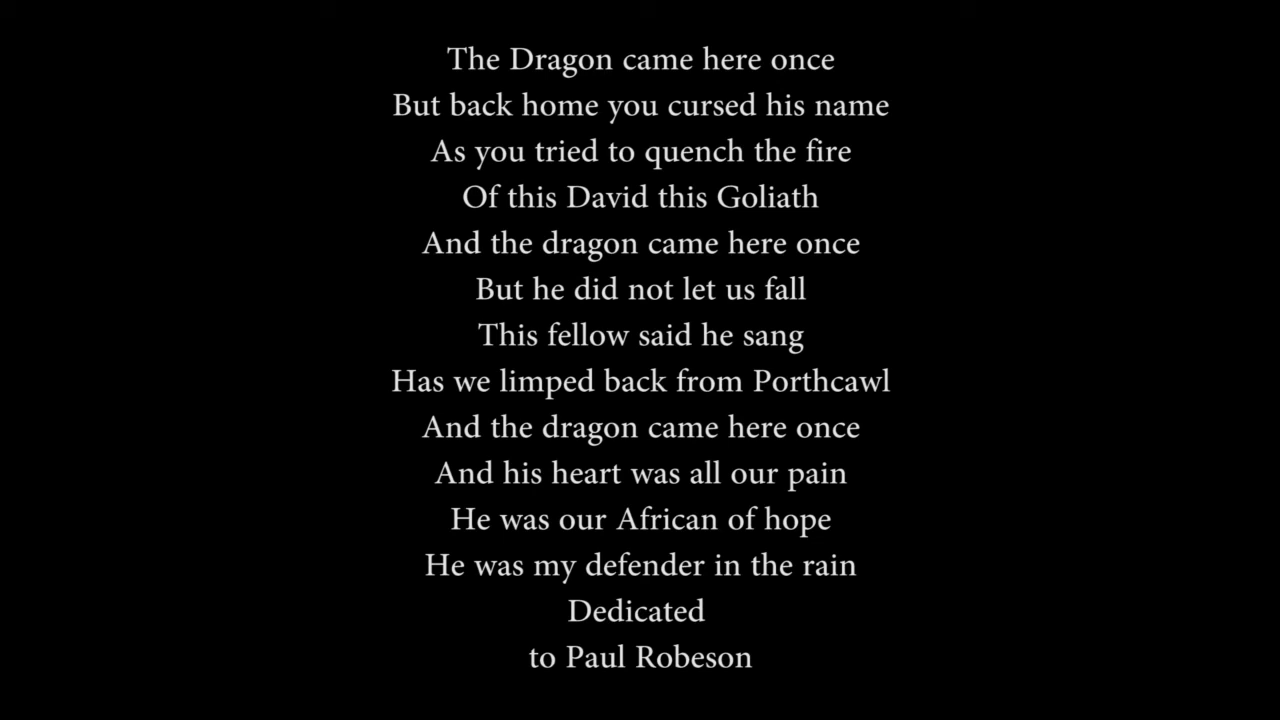 The Dragon came here once
But back home you cursed his name
As you tried to quench the fire
Of this David this Goliath
And the dragon came here once
But he did not let us fall
This fellow said he sang
Has we limped back from Porthcawl
And the dragon came here once
And his heart was all our pain
He was our African of hope
He was my defender in the rain
Dedicated
to Paul Robeson